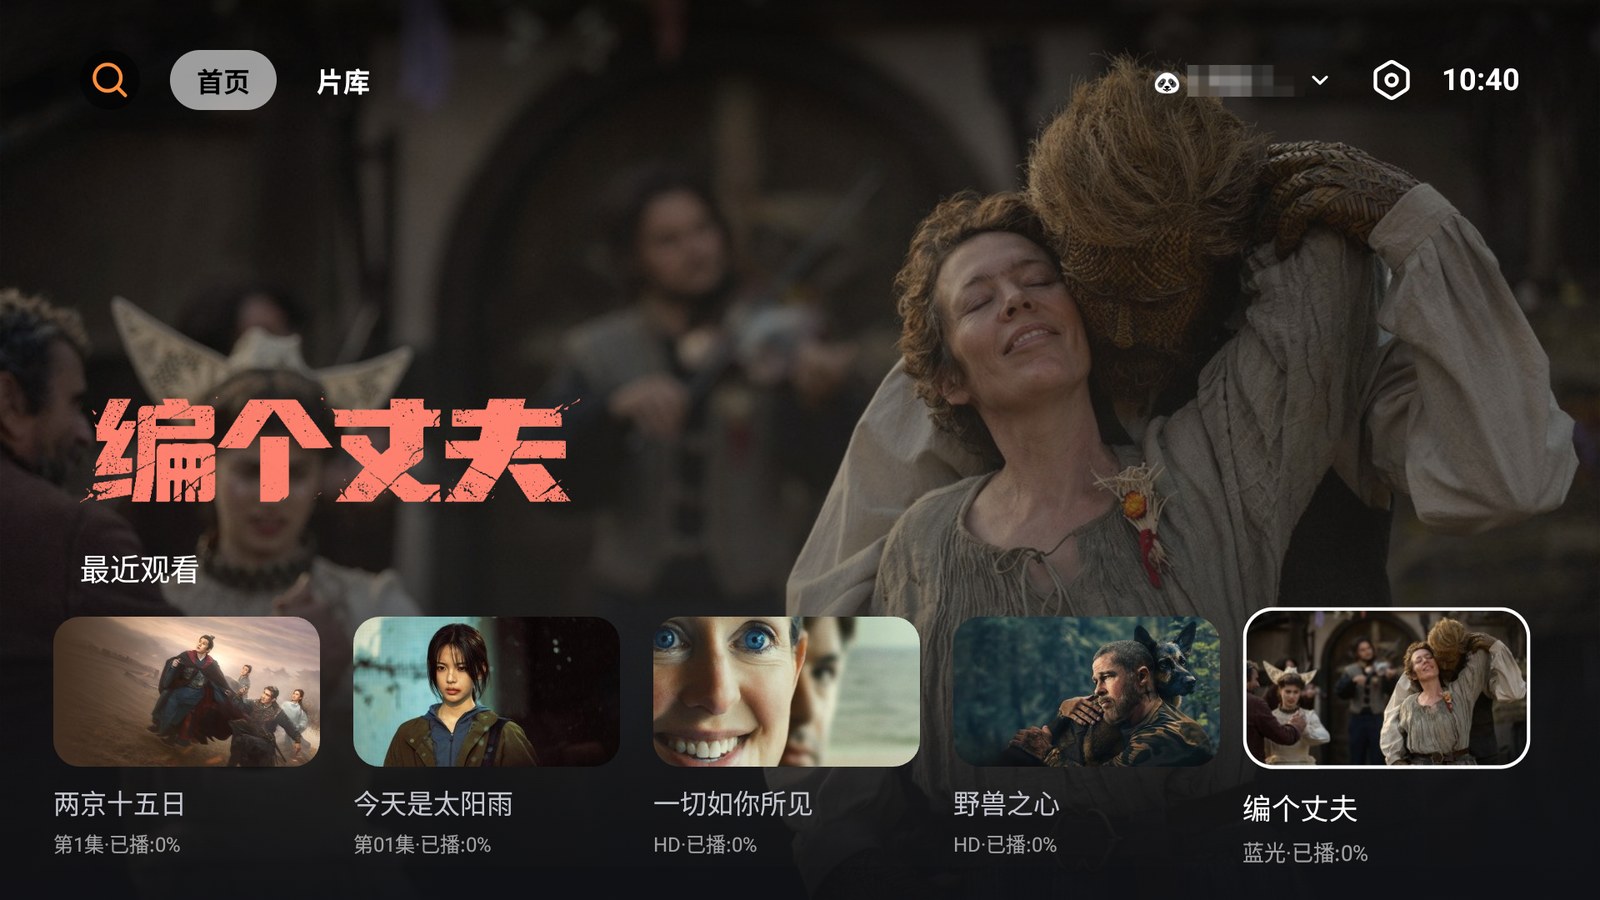 首页
片库
10:40
编个丈夫
最近观看
两京十五日
第1集·已播:0%
今天是太阳雨
第01集·已播:0%
一切如你所见
HD·已播:0%
野兽之心
HD·已播:0%
编个丈夫
蓝光·已播:0%